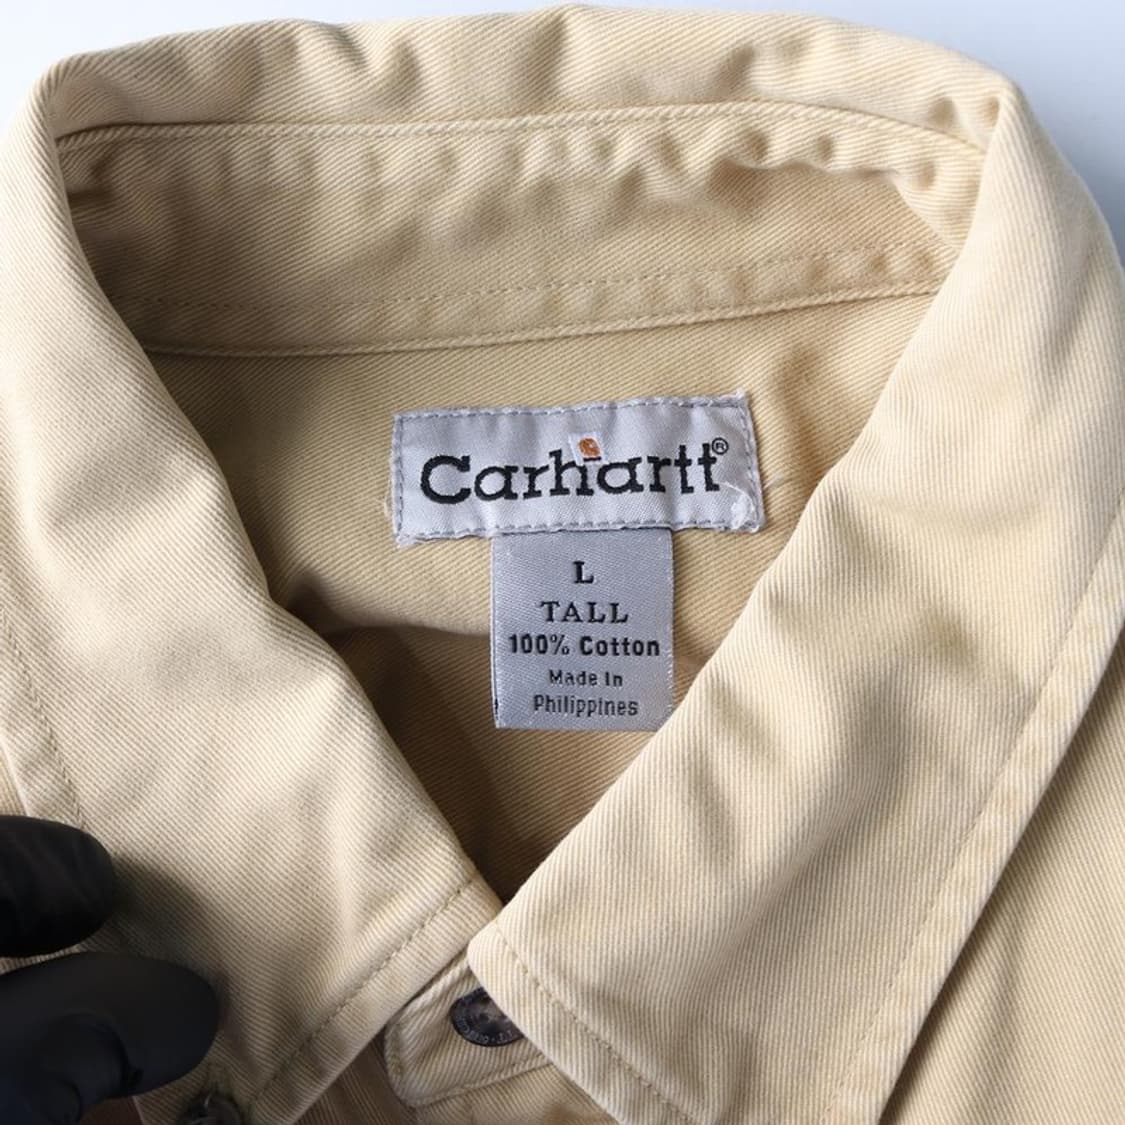 Carhartt®
L
TALL
100% Cotton
Made In
Philippines